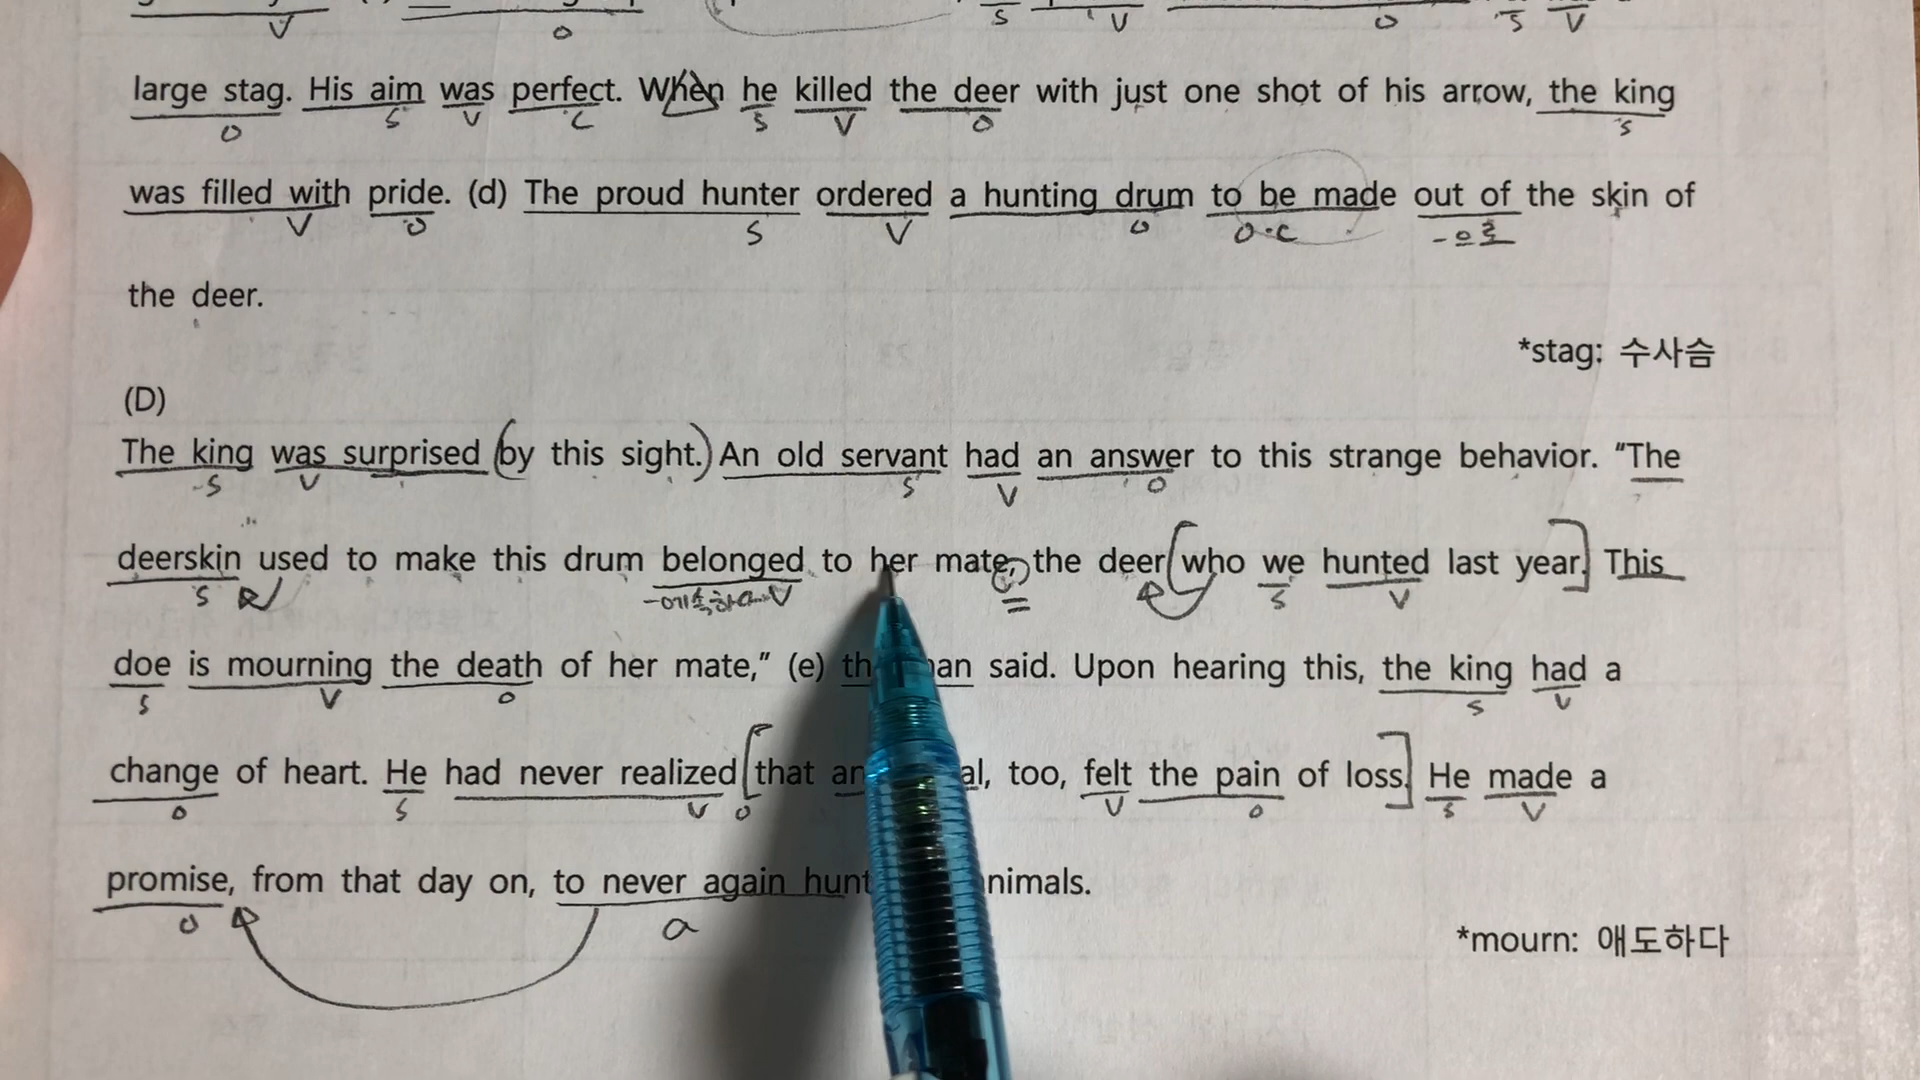 large stag. His aim was perfect. When he killed the deer with just one shot of his arrow, the king
was filled with pride. (d) The proud hunter ordered a hunting drum to be made out of the skin of
the deer.
*stag: 수사슴
(D)
The king was surprised by this sight. An old servant had an answer to this strange behavior. “The
deerskin used to make this drum belonged to her mate, the deer who we hunted last year. This
doe is mourning the death of her mate,” (e) said. Upon hearing this, the king had a
change of heart. He had never realized that too, felt the pain of loss. He made a
promise, from that day on, to never again hunt
*mourn: 애도하다